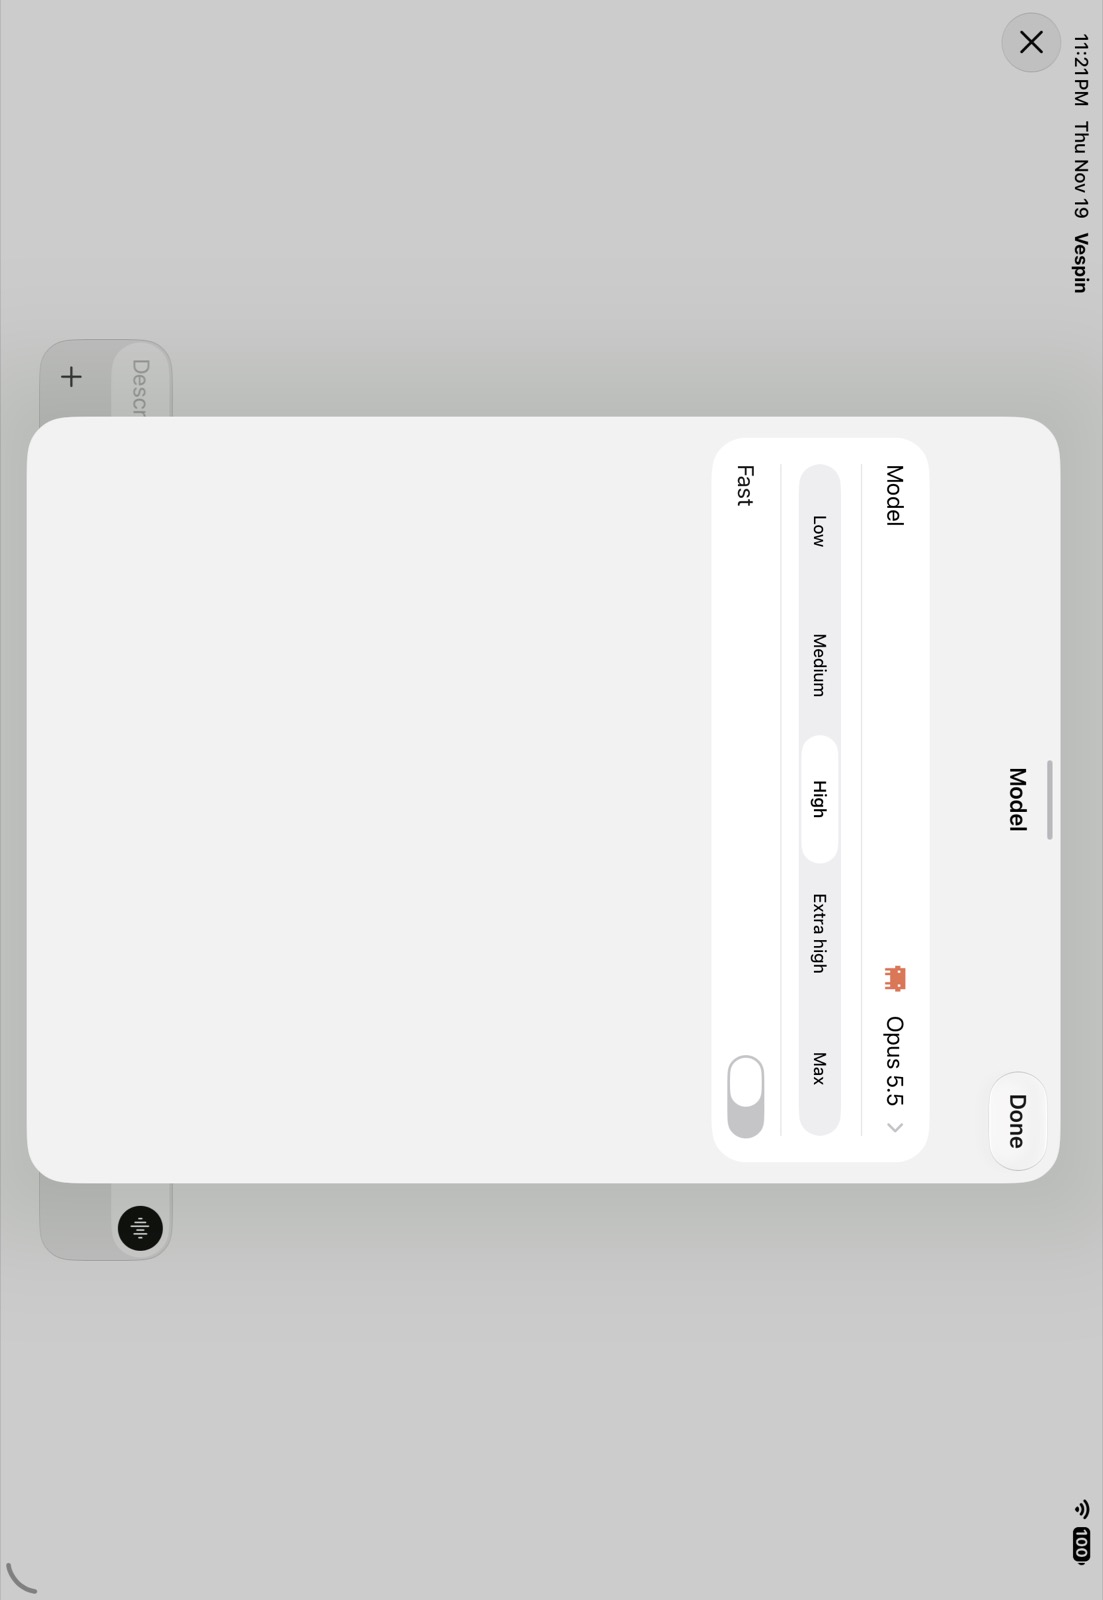 11:21 PM Thu Nov 19 Vespin
100
Model
Done
Model
Opus 5.5
Low Medium High Extra high Max
Fast
Descr